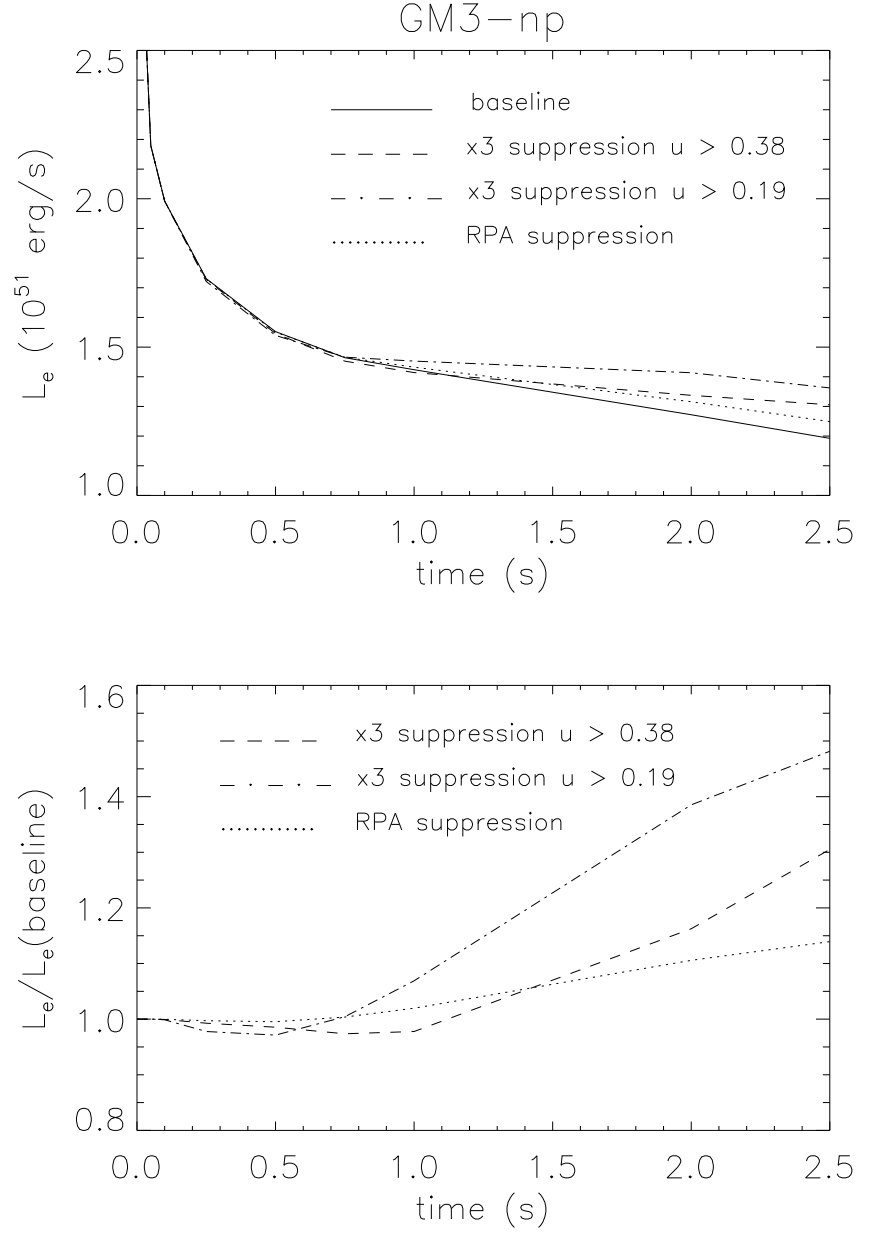 GM3-np
2.5
2.0
1.5
1.0
L_e (10^51 erg/s)
baseline
x3 suppression u > 0.38
x3 suppression u > 0.19
RPA suppression
0.0 0.5 1.0 1.5 2.0 2.5
time (s)
1.6
1.4
1.2
1.0
0.8
L_e/L_e(baseline)
x3 suppression u > 0.38
x3 suppression u > 0.19
RPA suppression
0.0 0.5 1.0 1.5 2.0 2.5
time (s)